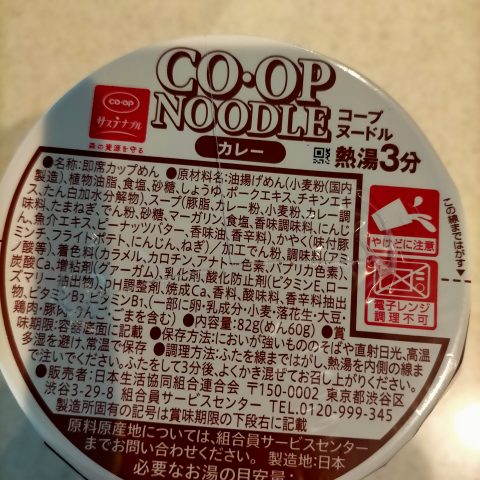 CO・OP
NOODLE
コープ
ヌードル
カレー
熱湯3分
co・op
サステナブル
森の資源を守る
●名称:即席カップめん ●原材料名:油揚げめん(小麦粉(国内
製造)、植物油脂、食塩、砂糖、しょうゆ、ポークエキス、チキンエキ
ス、たん白加水分解物)、スープ(豚脂、カレー粉、小麦粉、カレー調
味料、たまねぎ、でん粉、砂糖、マーガリン、食塩、香味調味料、にんじ
ん、魚介エキス、ピーナッツバター、香味油、香辛料)、かやく(味付豚
ミンチ、フライドポテト、にんじん、ねぎ)/加工でん粉、調味料(アミ
ノ酸等)、着色料(カラメル、カロチン、アナトー色素、パプリカ色素)、
炭酸Ca、増粘剤(グァーガム)、乳化剤、酸化防止剤(ビタミンE、ロー
ズマリー抽出物)、pH調整剤、焼成Ca、香料、酸味料、香辛料抽出
物、ビタミンB₂、ビタミンB₁、(一部に卵・乳成分・小麦・落花生・大豆・
鶏肉・豚肉・りんご・ごまを含む) ●内容量:82g(めん60g) ●賞
味期限:容器底面に記載 ●保存方法:においが強いもののそばや直射日光、高温
多湿を避け、常温で保存 ●調理方法:ふたを線まではがし、熱湯を内側の線ま
で注いでください。ふたをして3分後、よくかき混ぜてお召し上がりください。
●販売者:日本生活協同組合連合会 〒150-0002 東京都渋谷区
渋谷3-29-8 組合員サービスセンター TEL.0120-999-345
製造所固有の記号は賞味期限の下段右に記載
原料原産地については、組合員サービスセンター
までお問い合わせください。 製造地:日本
必要なお湯の目安量:
やけどに注意
電子レンジ
調理不可
この線まではがす